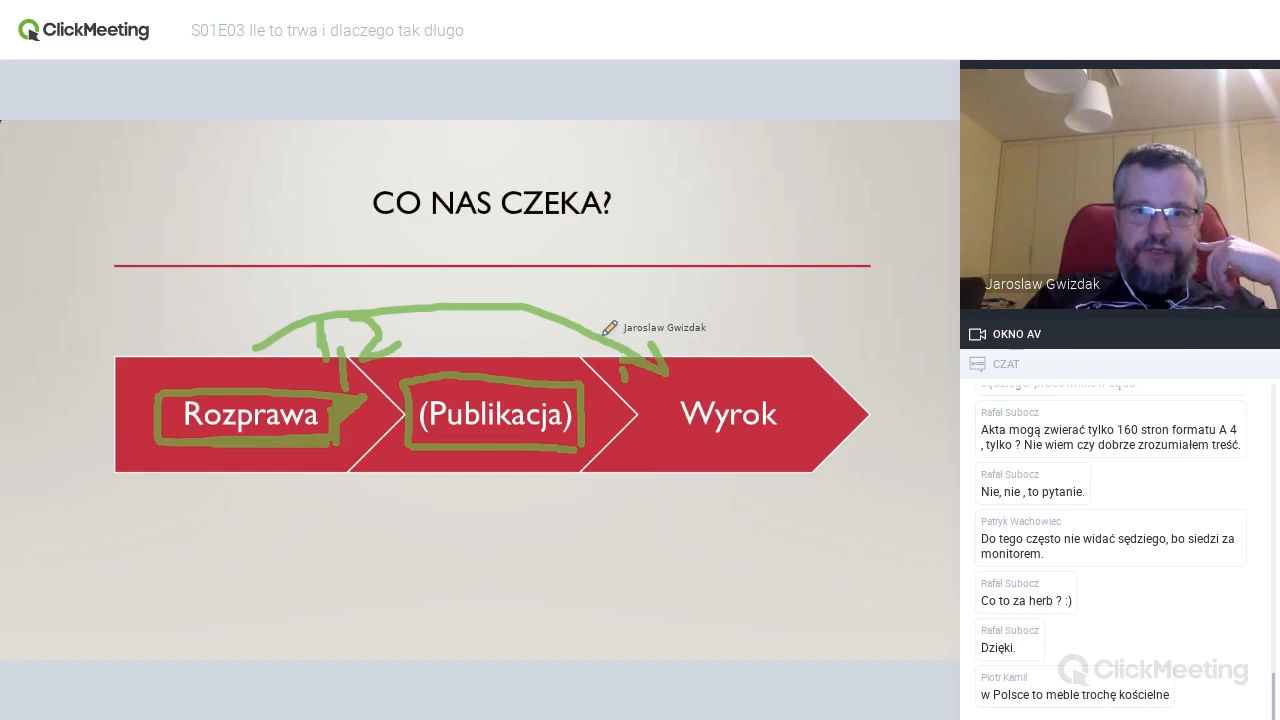 ClickMeeting
S01E03 Ile to trwa i dlaczego tak długo
CO NAS CZEKA?
Jaroslaw Gwizdak
Rozprawa
(Publikacja)
Wyrok
Jaroslaw Gwizdak
OKNO AV
CZAT
Rafał Subocz
Akta mogą zwierać tylko 160 stron formatu A 4
, tylko ? Nie wiem czy dobrze zrozumiałem treść.
Rafał Subocz
Nie, nie , to pytanie.
Patryk Wachowiec
Do tego często nie widać sędziego, bo siedzi za
monitorem.
Rafał Subocz
Co to za herb ? :)
Rafał Subocz
Dzięki.
Piotr Kamil
w Polsce to meble trochę kościelne
ClickMeeting